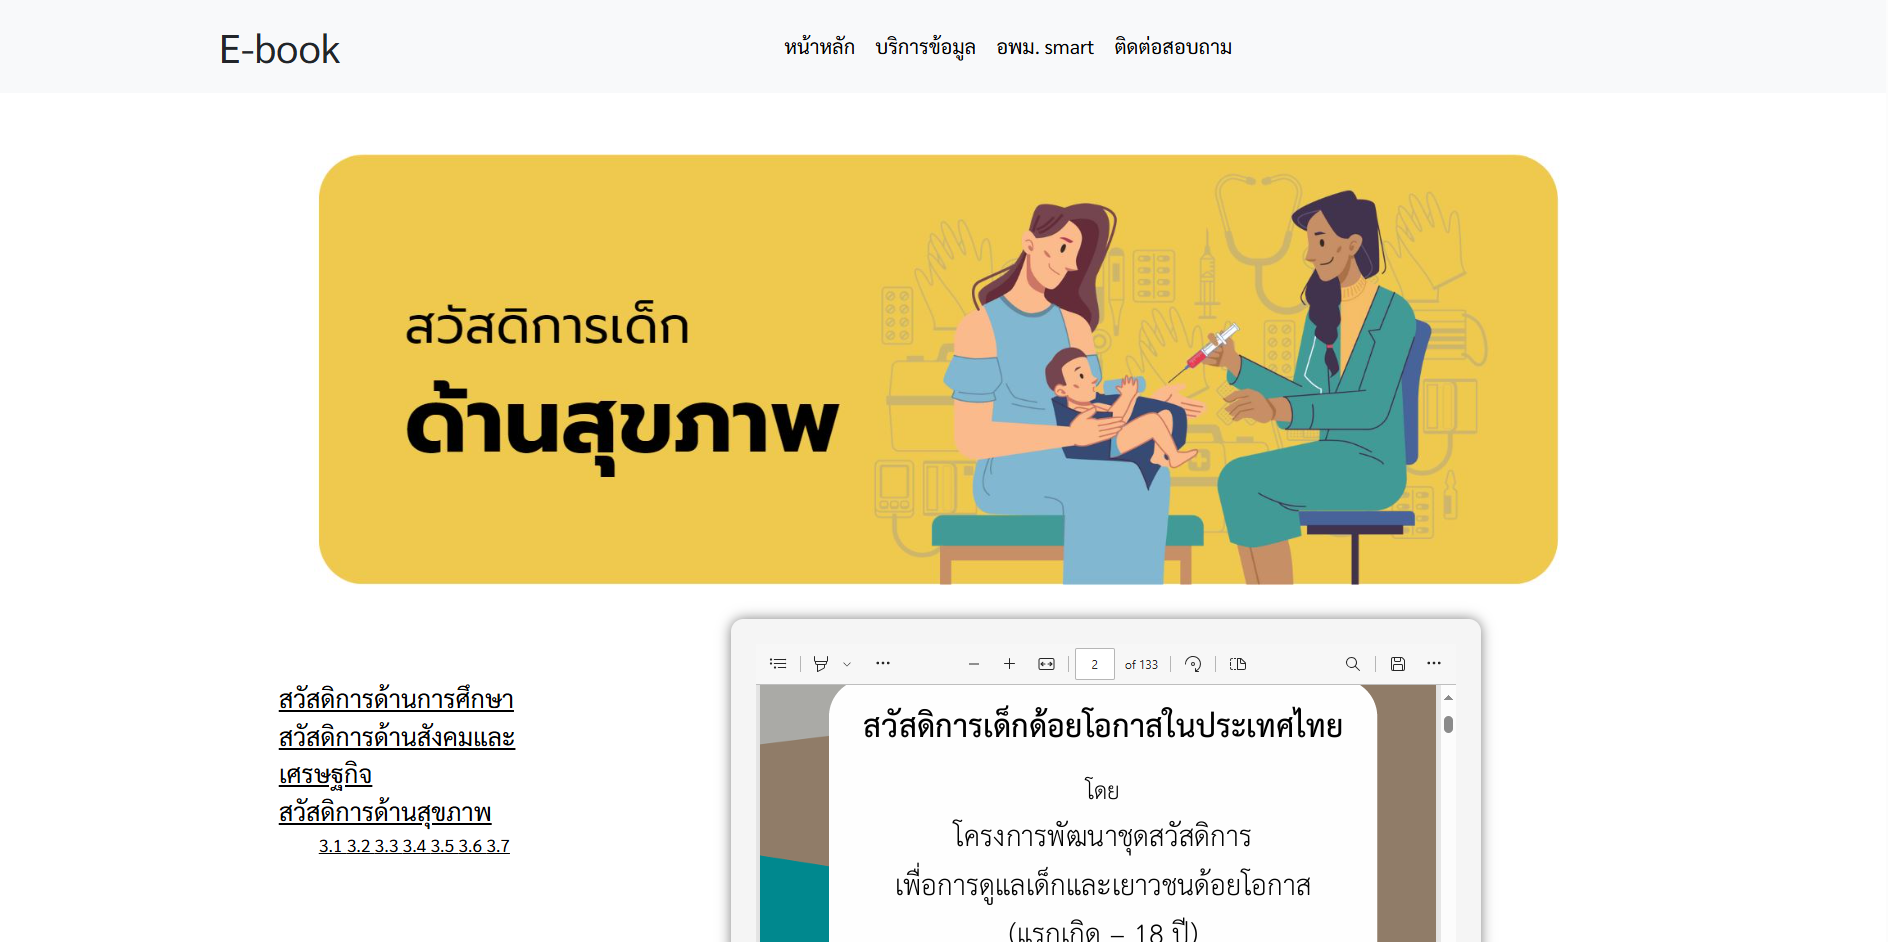 E-book
หน้าหลัก บริการข้อมูล อพม. smart ติดต่อสอบถาม
สวัสดิการเด็ก
ด้านสุขภาพ
สวัสดิการด้านการศึกษา
สวัสดิการด้านสังคมและ
เศรษฐกิจ
สวัสดิการด้านสุขภาพ
3.1 3.2 3.3 3.4 3.5 3.6 3.7
2 of 133
สวัสดิการเด็กด้อยโอกาสในประเทศไทย
โดย
โครงการพัฒนาชุดสวัสดิการ
เพื่อการดูแลเด็กและเยาวชนด้อยโอกาส
(แรกเกิด – 18 ปี)